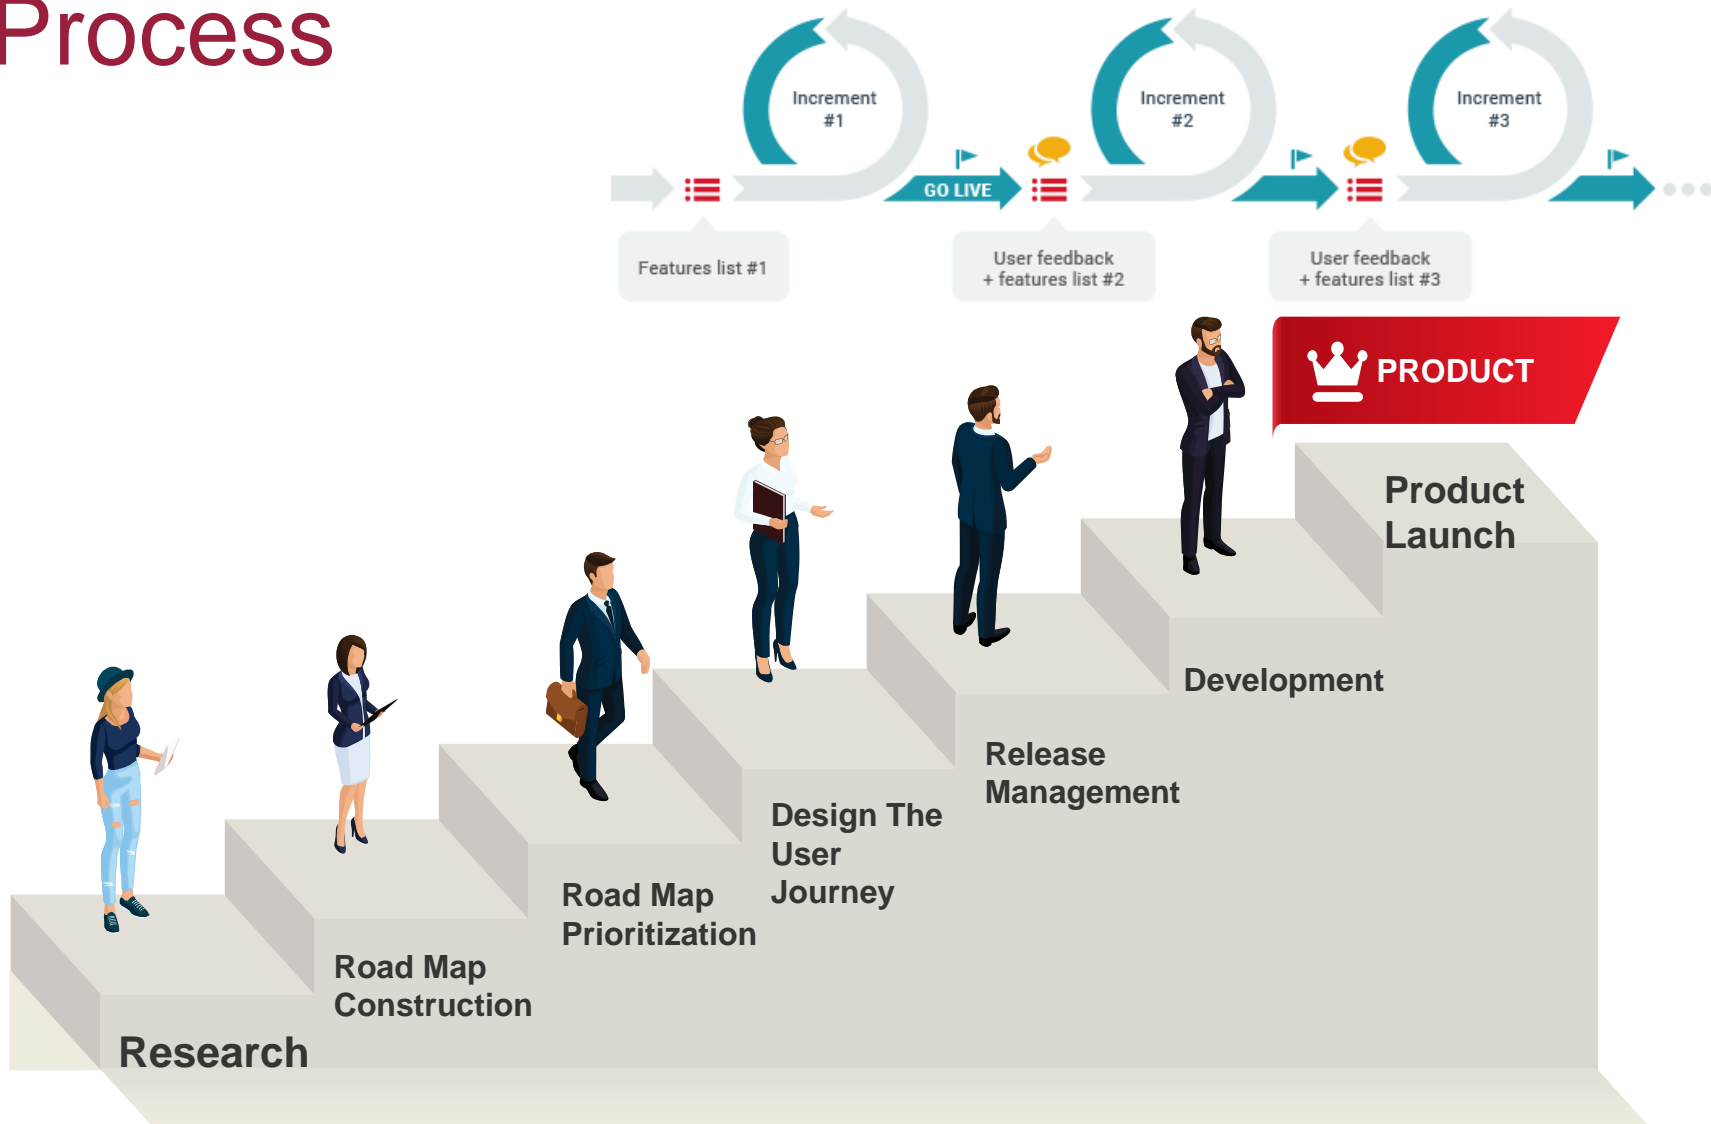 Process
Increment
#1
Increment
#2
Increment
#3
GO LIVE
Features list #1
User feedback
+ features list #2
User feedback
+ features list #3
PRODUCT
Product
Launch
Development
Release
Management
Design The
User
Journey
Road Map
Prioritization
Road Map
Construction
Research